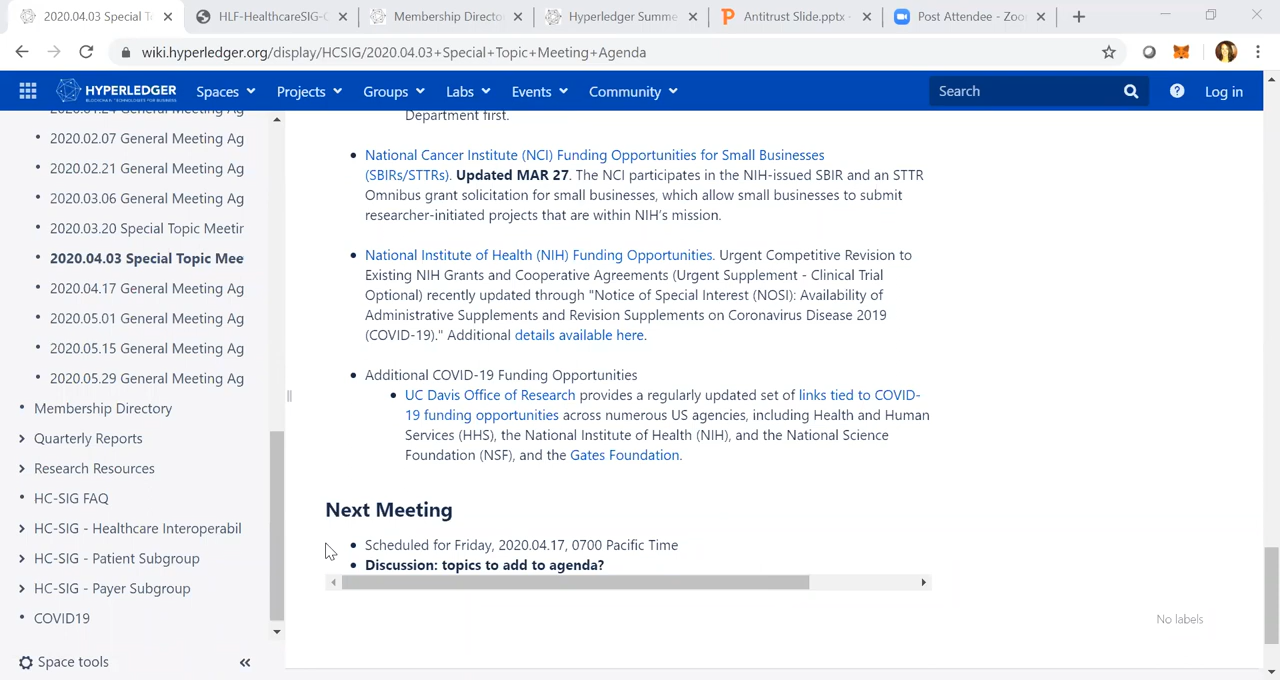 2020.04.03 Special T
HLF-HealthcareSIG-
Membership Directo
Hyperledger Summe
Antitrust Slide.pptx -
Post Attendee - Zoo
wiki.hyperledger.org/display/HCSIG/2020.04.03+Special+Topic+Meeting+Agenda
HYPERLEDGER
BLOCKCHAIN TECHNOLOGIES FOR BUSINESS
Spaces
Projects
Groups
Labs
Events
Community
Search
Log in
2020.01.24 General Meeting Ag
2020.02.07 General Meeting Ag
2020.02.21 General Meeting Ag
2020.03.06 General Meeting Ag
2020.03.20 Special Topic Meetir
2020.04.03 Special Topic Mee
2020.04.17 General Meeting Ag
2020.05.01 General Meeting Ag
2020.05.15 General Meeting Ag
2020.05.29 General Meeting Ag
Membership Directory
Quarterly Reports
Research Resources
HC-SIG FAQ
HC-SIG - Healthcare Interoperabil
HC-SIG - Patient Subgroup
HC-SIG - Payer Subgroup
COVID19
Space tools
Department first.
National Cancer Institute (NCI) Funding Opportunities for Small Businesses
(SBIRs/STTRs). Updated MAR 27. The NCI participates in the NIH-issued SBIR and an STTR
Omnibus grant solicitation for small businesses, which allow small businesses to submit
researcher-initiated projects that are within NIH's mission.
National Institute of Health (NIH) Funding Opportunities. Urgent Competitive Revision to
Existing NIH Grants and Cooperative Agreements (Urgent Supplement - Clinical Trial
Optional) recently updated through "Notice of Special Interest (NOSI): Availability of
Administrative Supplements and Revision Supplements on Coronavirus Disease 2019
(COVID-19)." Additional details available here.
Additional COVID-19 Funding Opportunities
UC Davis Office of Research provides a regularly updated set of links tied to COVID-
19 funding opportunities across numerous US agencies, including Health and Human
Services (HHS), the National Institute of Health (NIH), and the National Science
Foundation (NSF), and the Gates Foundation.
Next Meeting
Scheduled for Friday, 2020.04.17, 0700 Pacific Time
Discussion: topics to add to agenda?
No labels